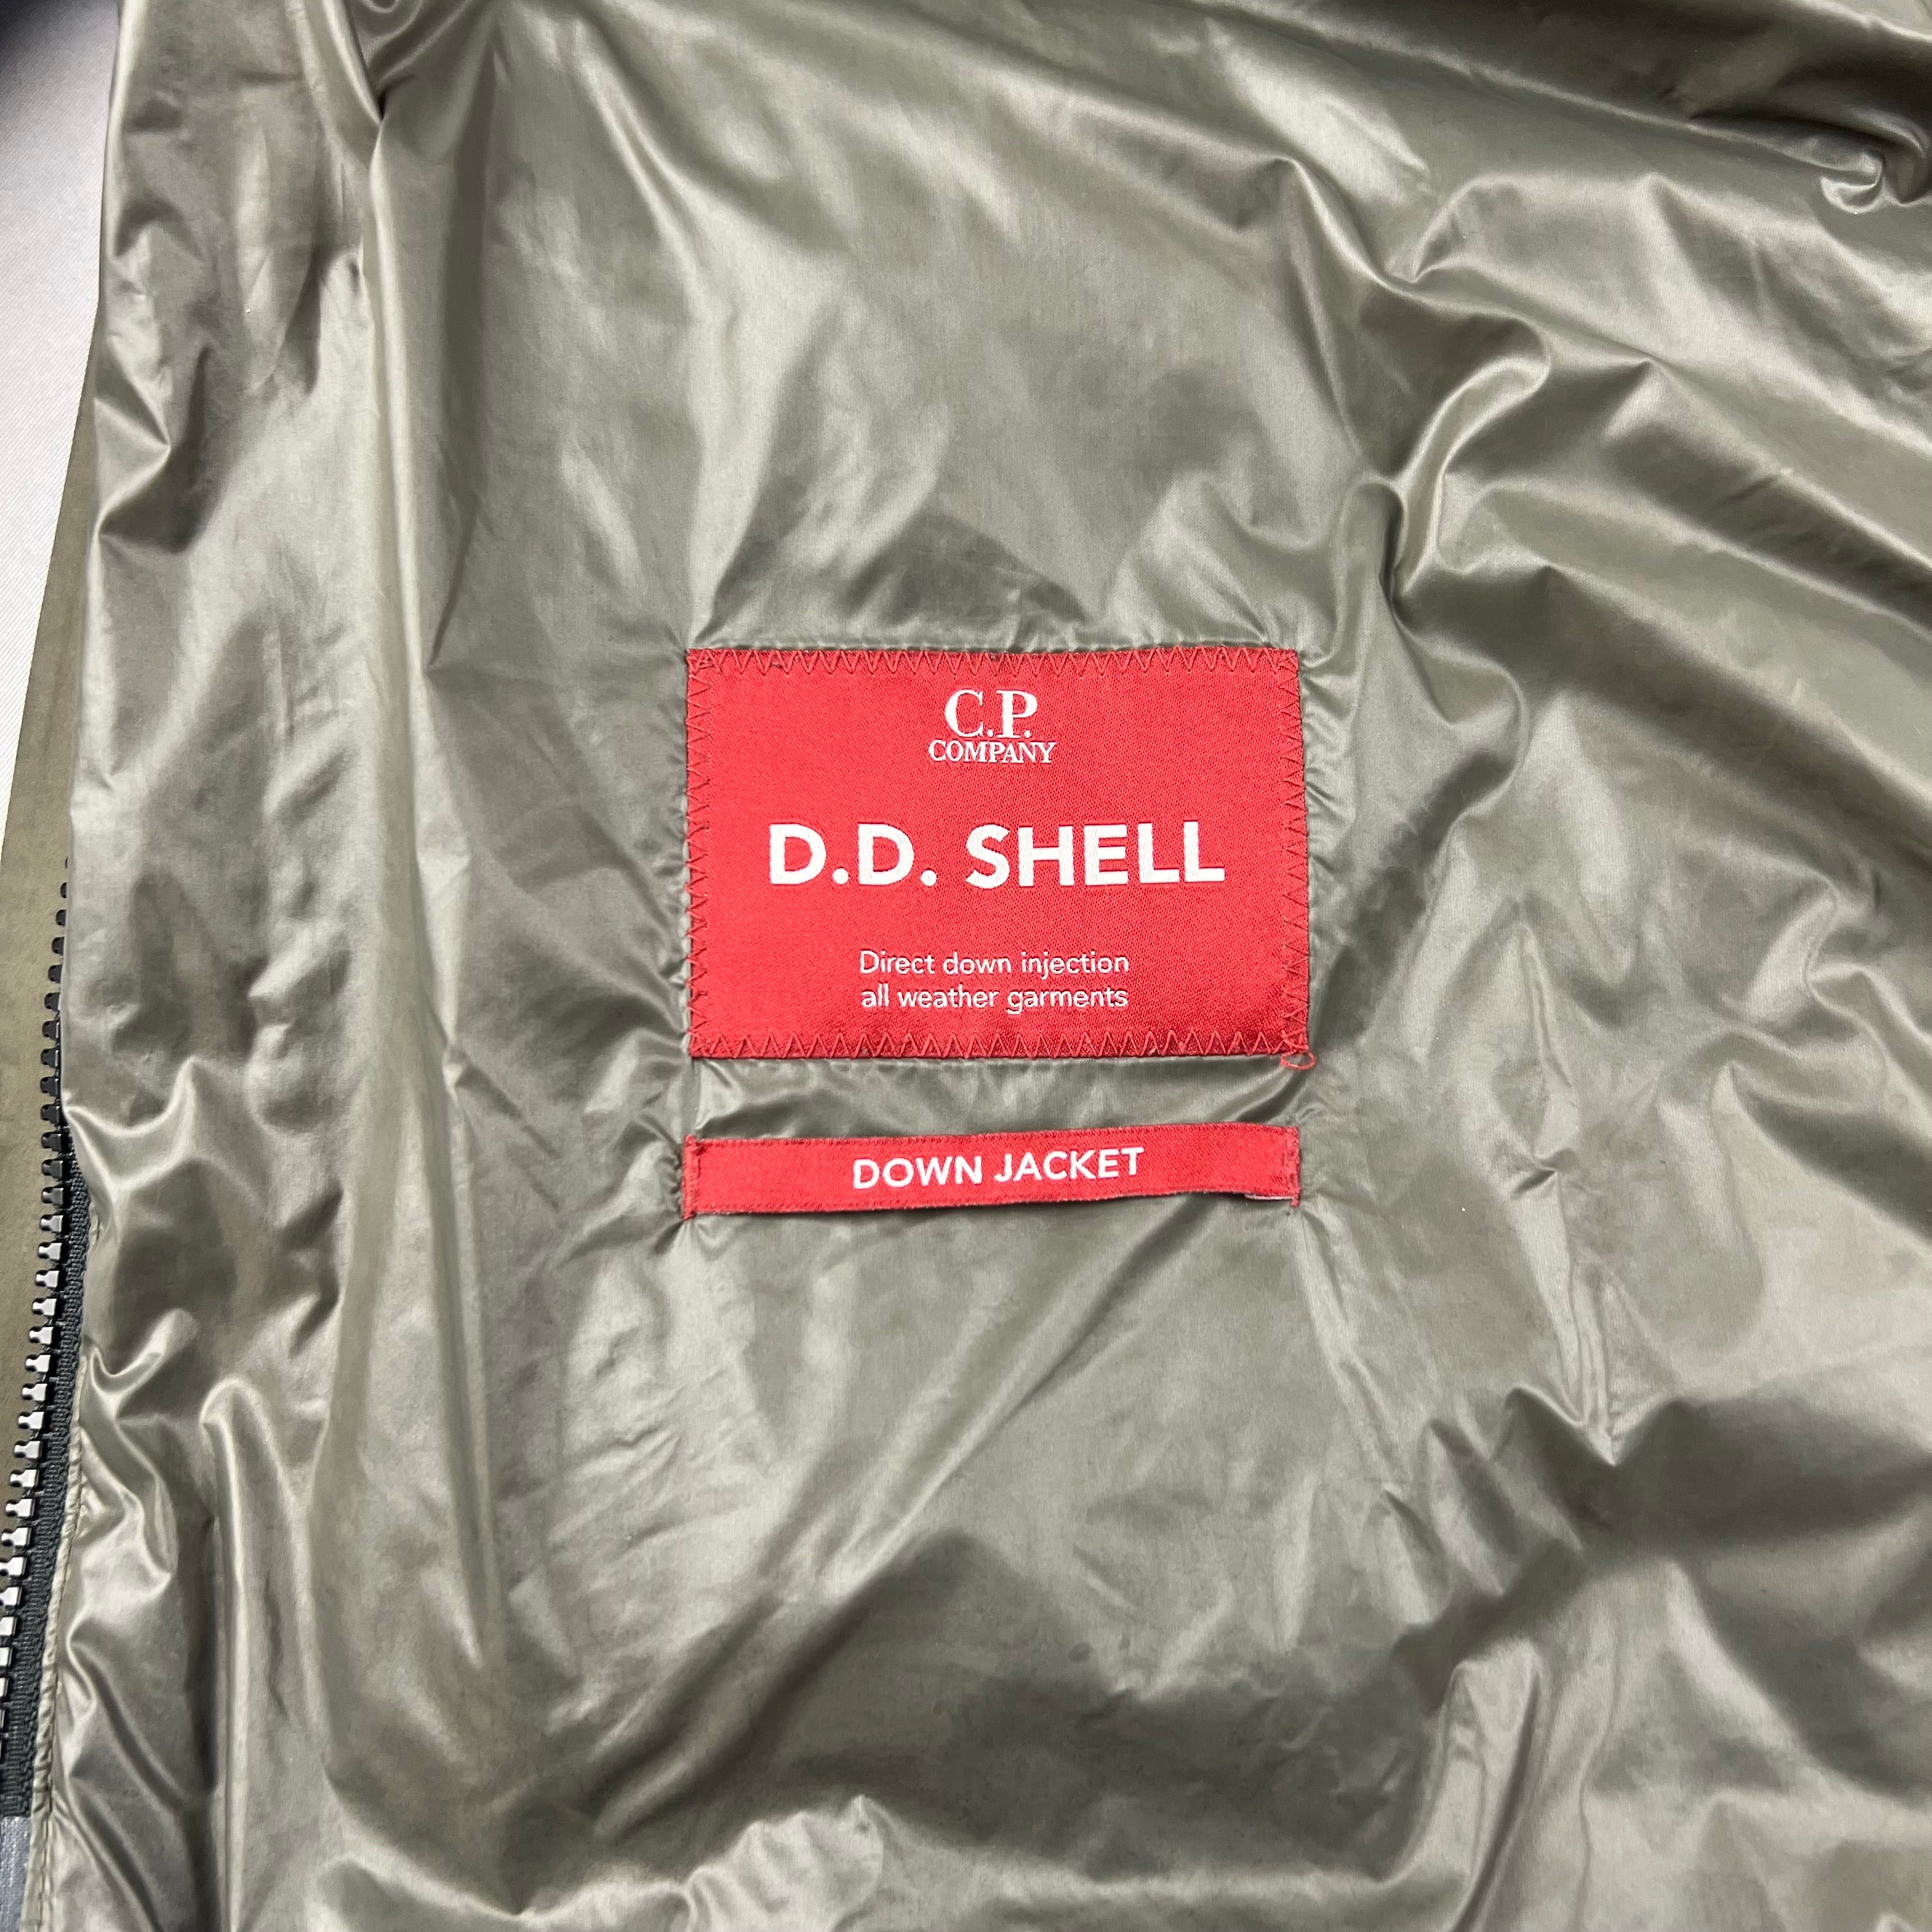 C.P.
COMPANY
D.D. SHELL
Direct down injection
all weather garments
DOWN JACKET